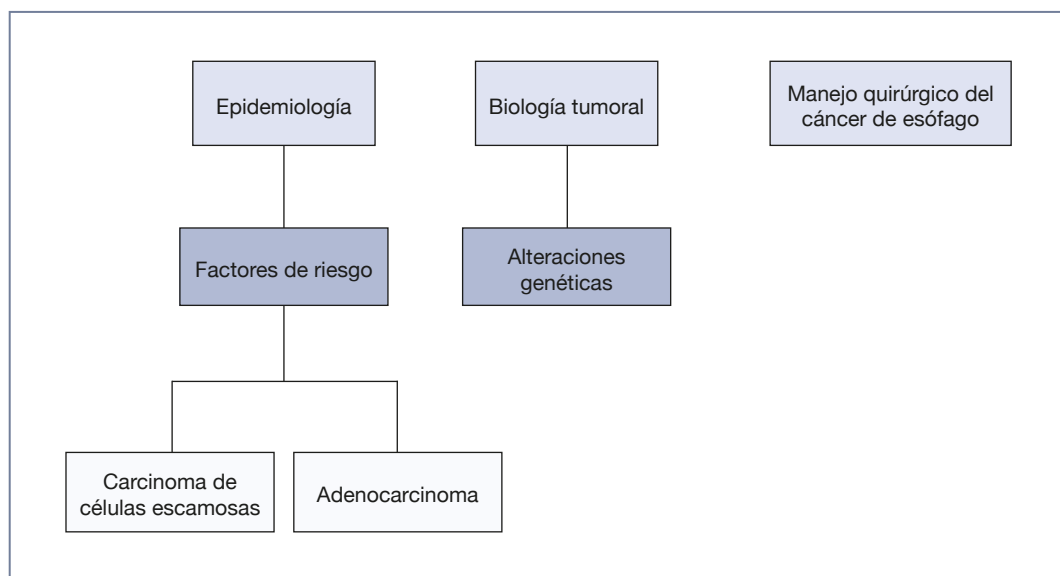 Epidemiología
Biología tumoral
Manejo quirúrgico del
cáncer de esófago
Factores de riesgo
Alteraciones
genéticas
Carcinoma de
células escamosas
Adenocarcinoma